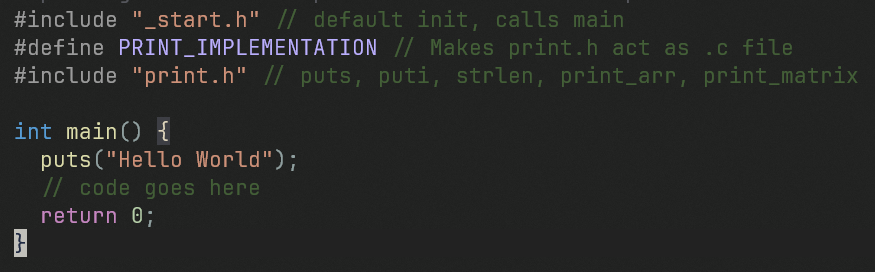 #include "_start.h" // default init, calls main
#define PRINT_IMPLEMENTATION // Makes print.h act as .c file
#include "print.h" // puts, puti, strlen, print_arr, print_matrix

int main() {
  puts("Hello World");
  // code goes here
  return 0;
}